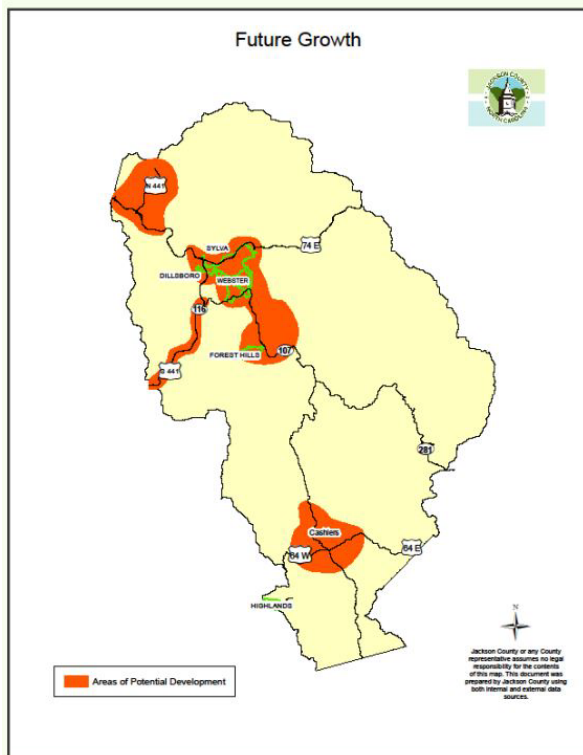 Future Growth
JACKSON COUNTY
NORTH CAROLINA
N 441
SYLVA
74 E
DILLSBORO
WEBSTER
116
FOREST HILLS
107
S 441
281
Cashiers
64 W
64 E
HIGHLANDS
N
Jackson County or any County
representative assumes no legal
responsibility for the contents
of this map. This document was
prepared by Jackson County using
both internal and external data
sources.
Areas of Potential Development